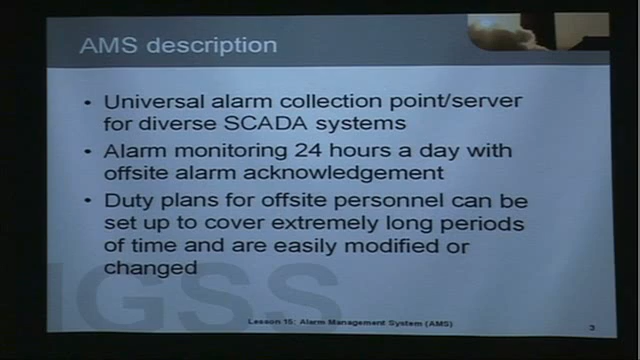 AMS description
• Universal alarm collection point/server
for diverse SCADA systems
• Alarm monitoring 24 hours a day with
offsite alarm acknowledgement
• Duty plans for offsite personnel can be
set up to cover extremely long periods
of time and are easily modified or
changed
IGSS
Lesson 15: Alarm Management System (AMS)
3